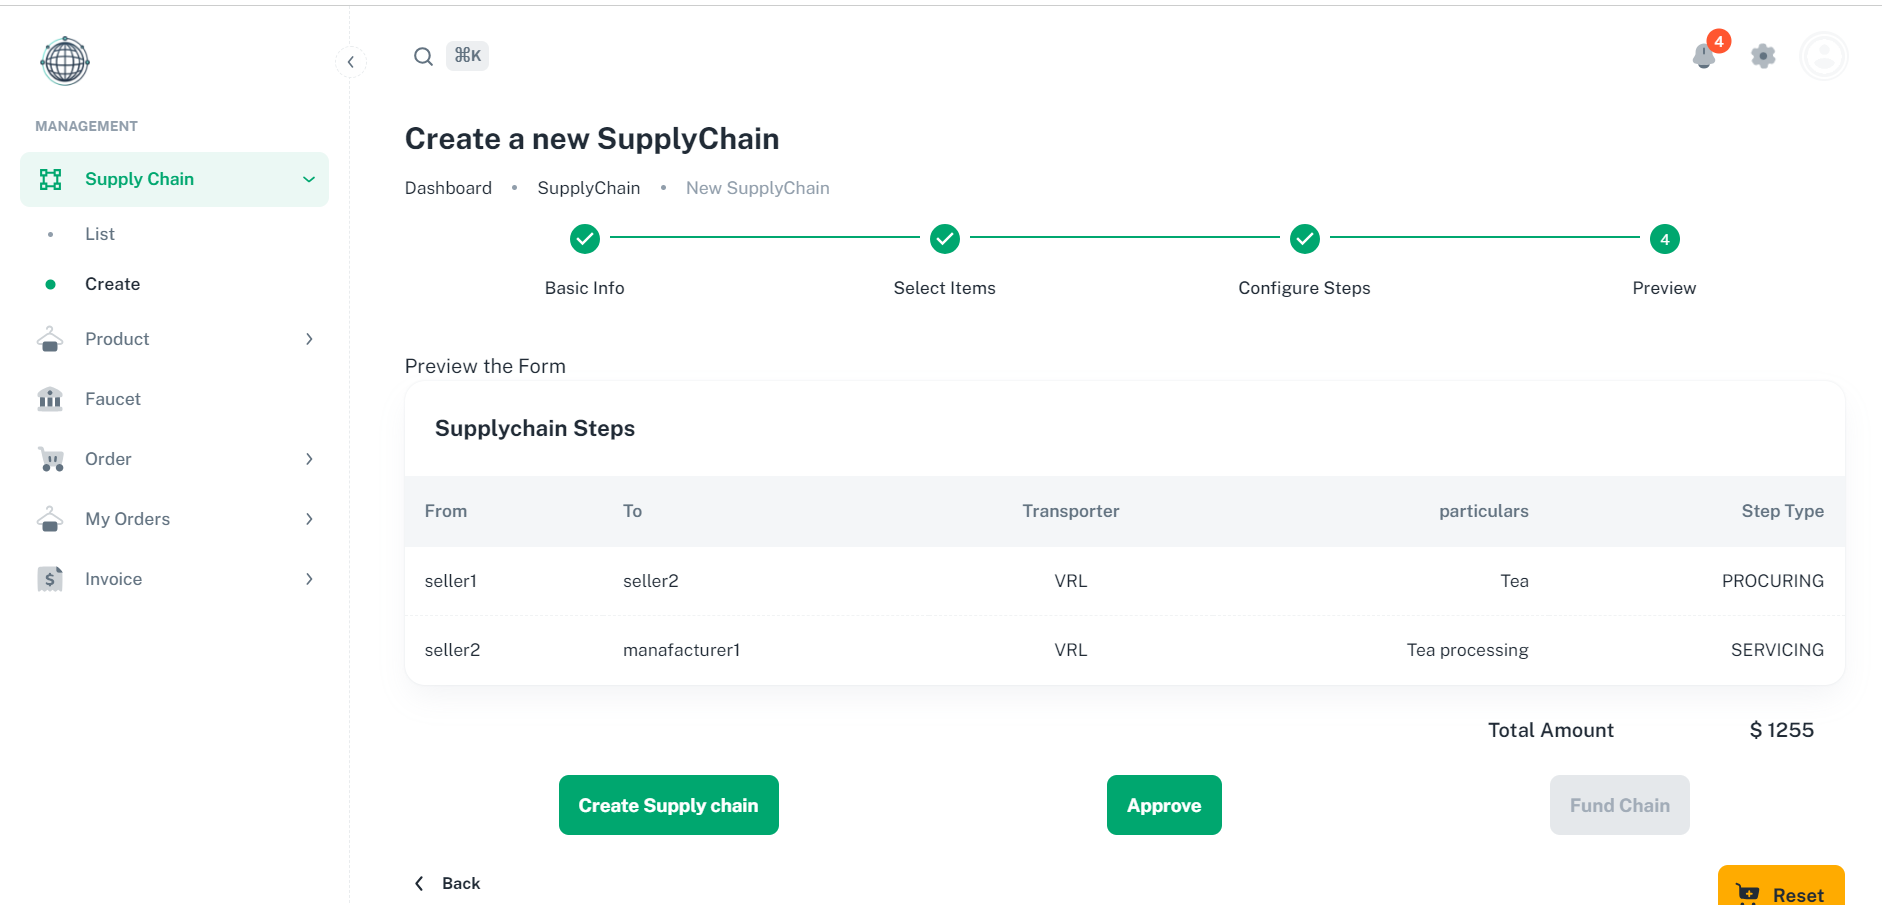 ⌘K
4
MANAGEMENT
Supply Chain
List
Create
Product
Faucet
Order
My Orders
$ Invoice
Create a new SupplyChain
Dashboard • SupplyChain • New SupplyChain
4
Basic Info Select Items Configure Steps Preview
Preview the Form
Supplychain Steps
From To Transporter particulars Step Type
seller1 seller2 VRL Tea PROCURING
seller2 manafacturer1 VRL Tea processing SERVICING
Total Amount $ 1255
Create Supply chain Approve Fund Chain
Back
Reset